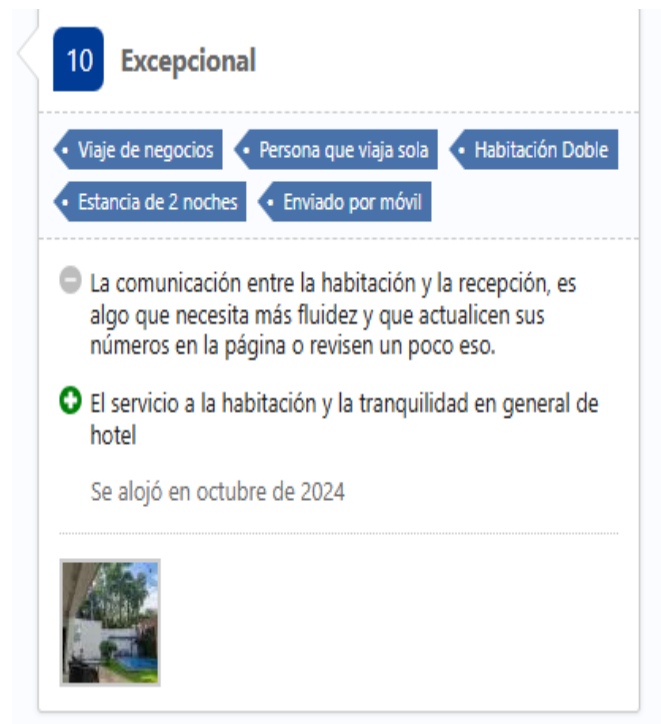 10 Excepcional
• Viaje de negocios • Persona que viaja sola • Habitación Doble
• Estancia de 2 noches • Enviado por móvil
La comunicación entre la habitación y la recepción, es
algo que necesita más fluidez y que actualicen sus
números en la página o revisen un poco eso.
El servicio a la habitación y la tranquilidad en general de
hotel
Se alojó en octubre de 2024